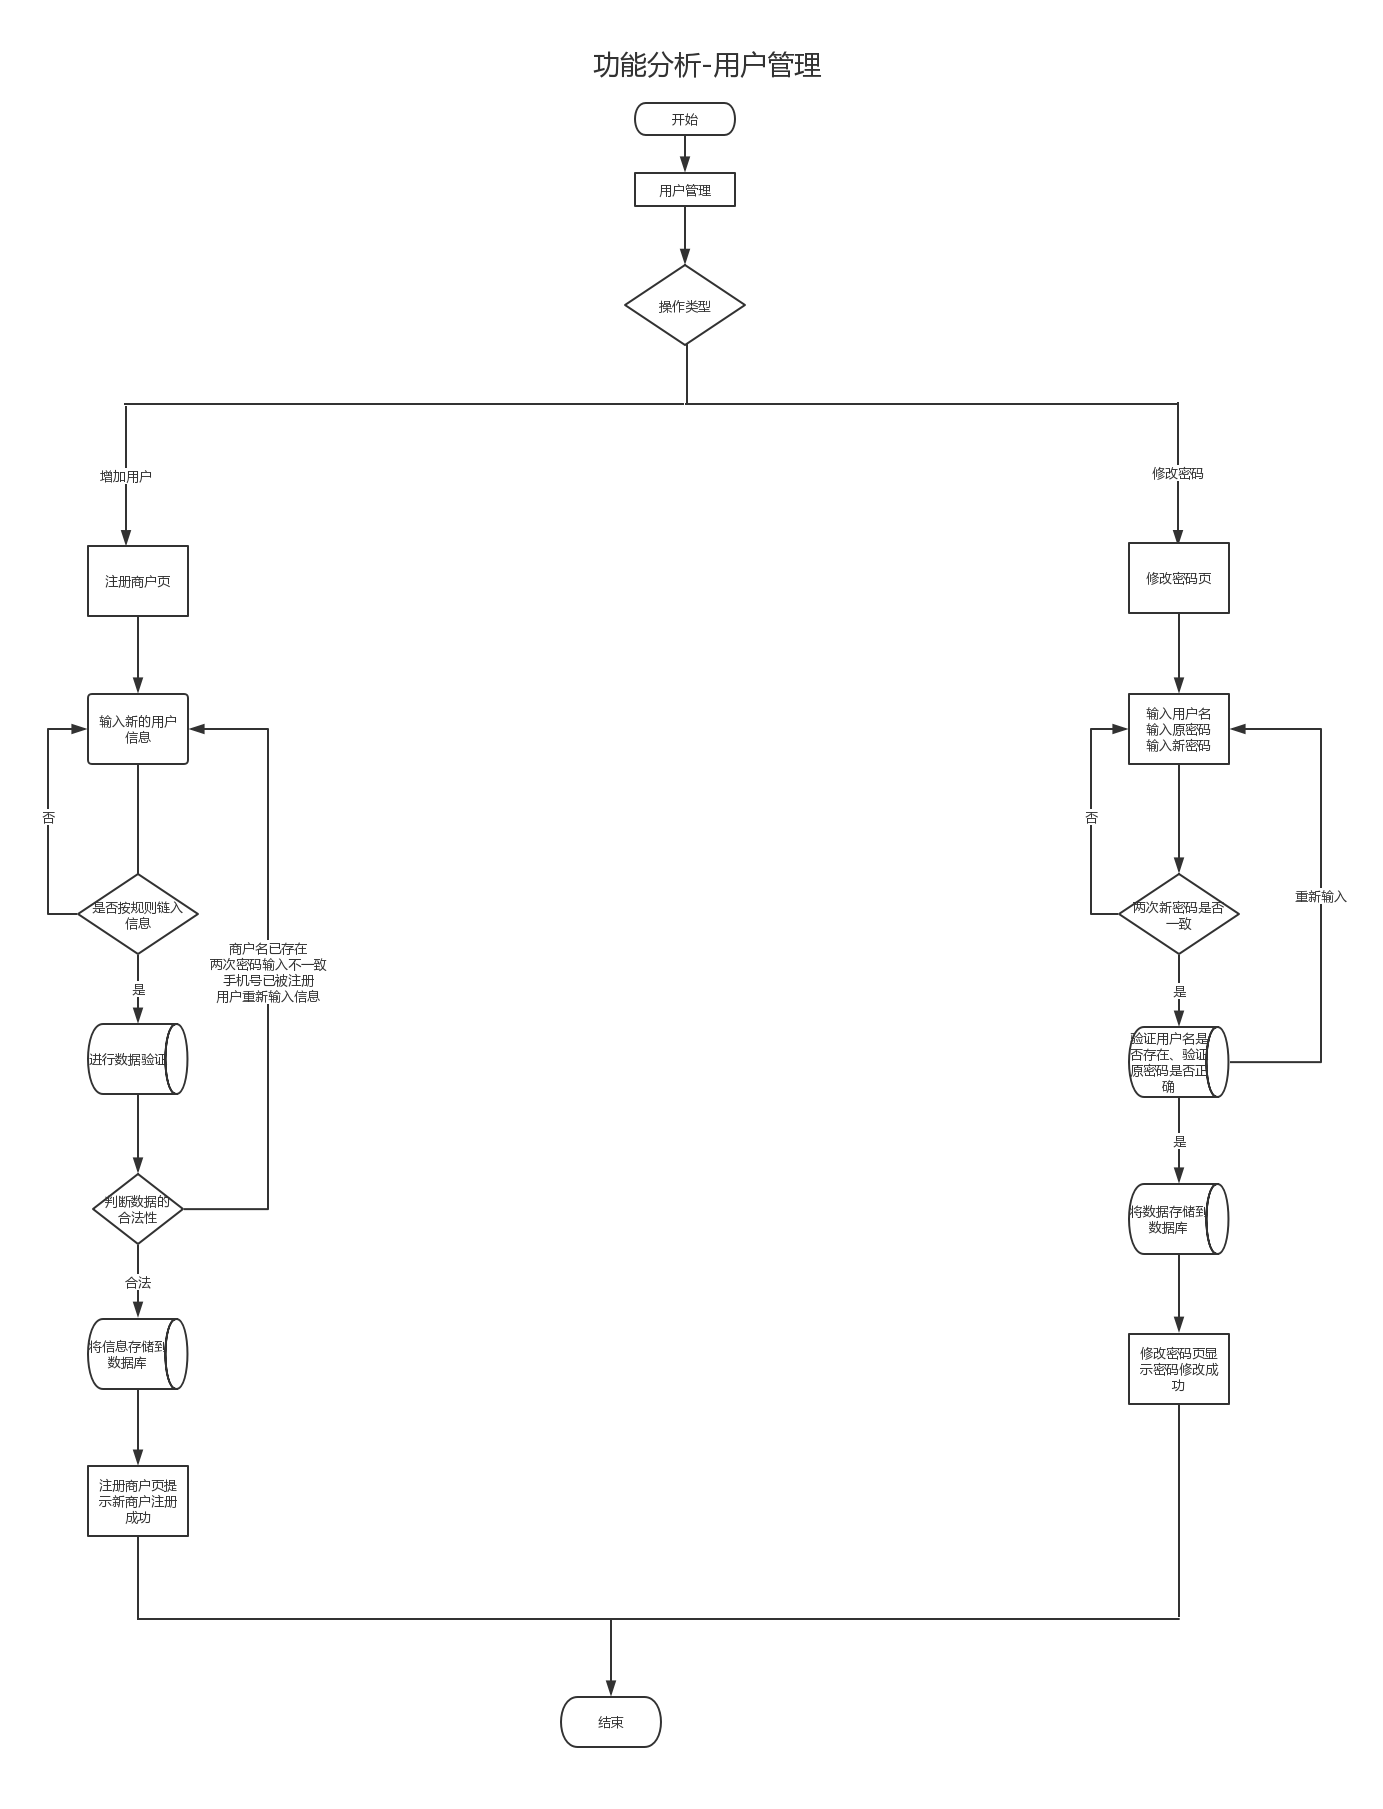 功能分析-用户管理
开始
用户管理
操作类型
增加用户
修改密码
注册商户页
修改密码页
输入新的用户
信息
输入用户名
输入原密码
输入新密码
否
否
重新输入
是否按规则链入
信息
两次新密码是否
一致
商户名已存在
两次密码输入不一致
手机号已被注册
用户重新输入信息
是
是
进行数据验证
验证用户名是
否存在、验证
原密码是否正
确
是
判断数据的
合法性
将数据存储到
数据库
合法
将信息存储到
数据库
修改密码页显
示密码修改成
功
注册商户页提
示新商户注册
成功
结束